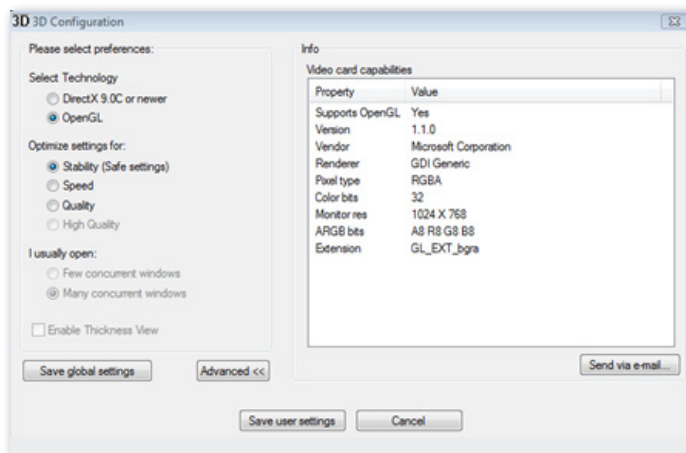 3D 3D Configuration
Please select preferences:
Select Technology
DirectX 9.0C or newer
OpenGL
Optimize settings for:
Stability (Safe settings)
Speed
Quality
High Quality
I usually open:
Few concurrent windows
Many concurrent windows
Enable Thickness View
Save global settings
Advanced <<
Info
Video card capabilities
Property Value
Supports OpenGL Yes
Version 1.1.0
Vendor Microsoft Corporation
Renderer GDI Generic
Pixel type RGBA
Color bits 32
Monitor res 1024 X 768
ARGB bits A8 R8 G8 B8
Extension GL_EXT_bgra
Send via e-mail...
Save user settings
Cancel